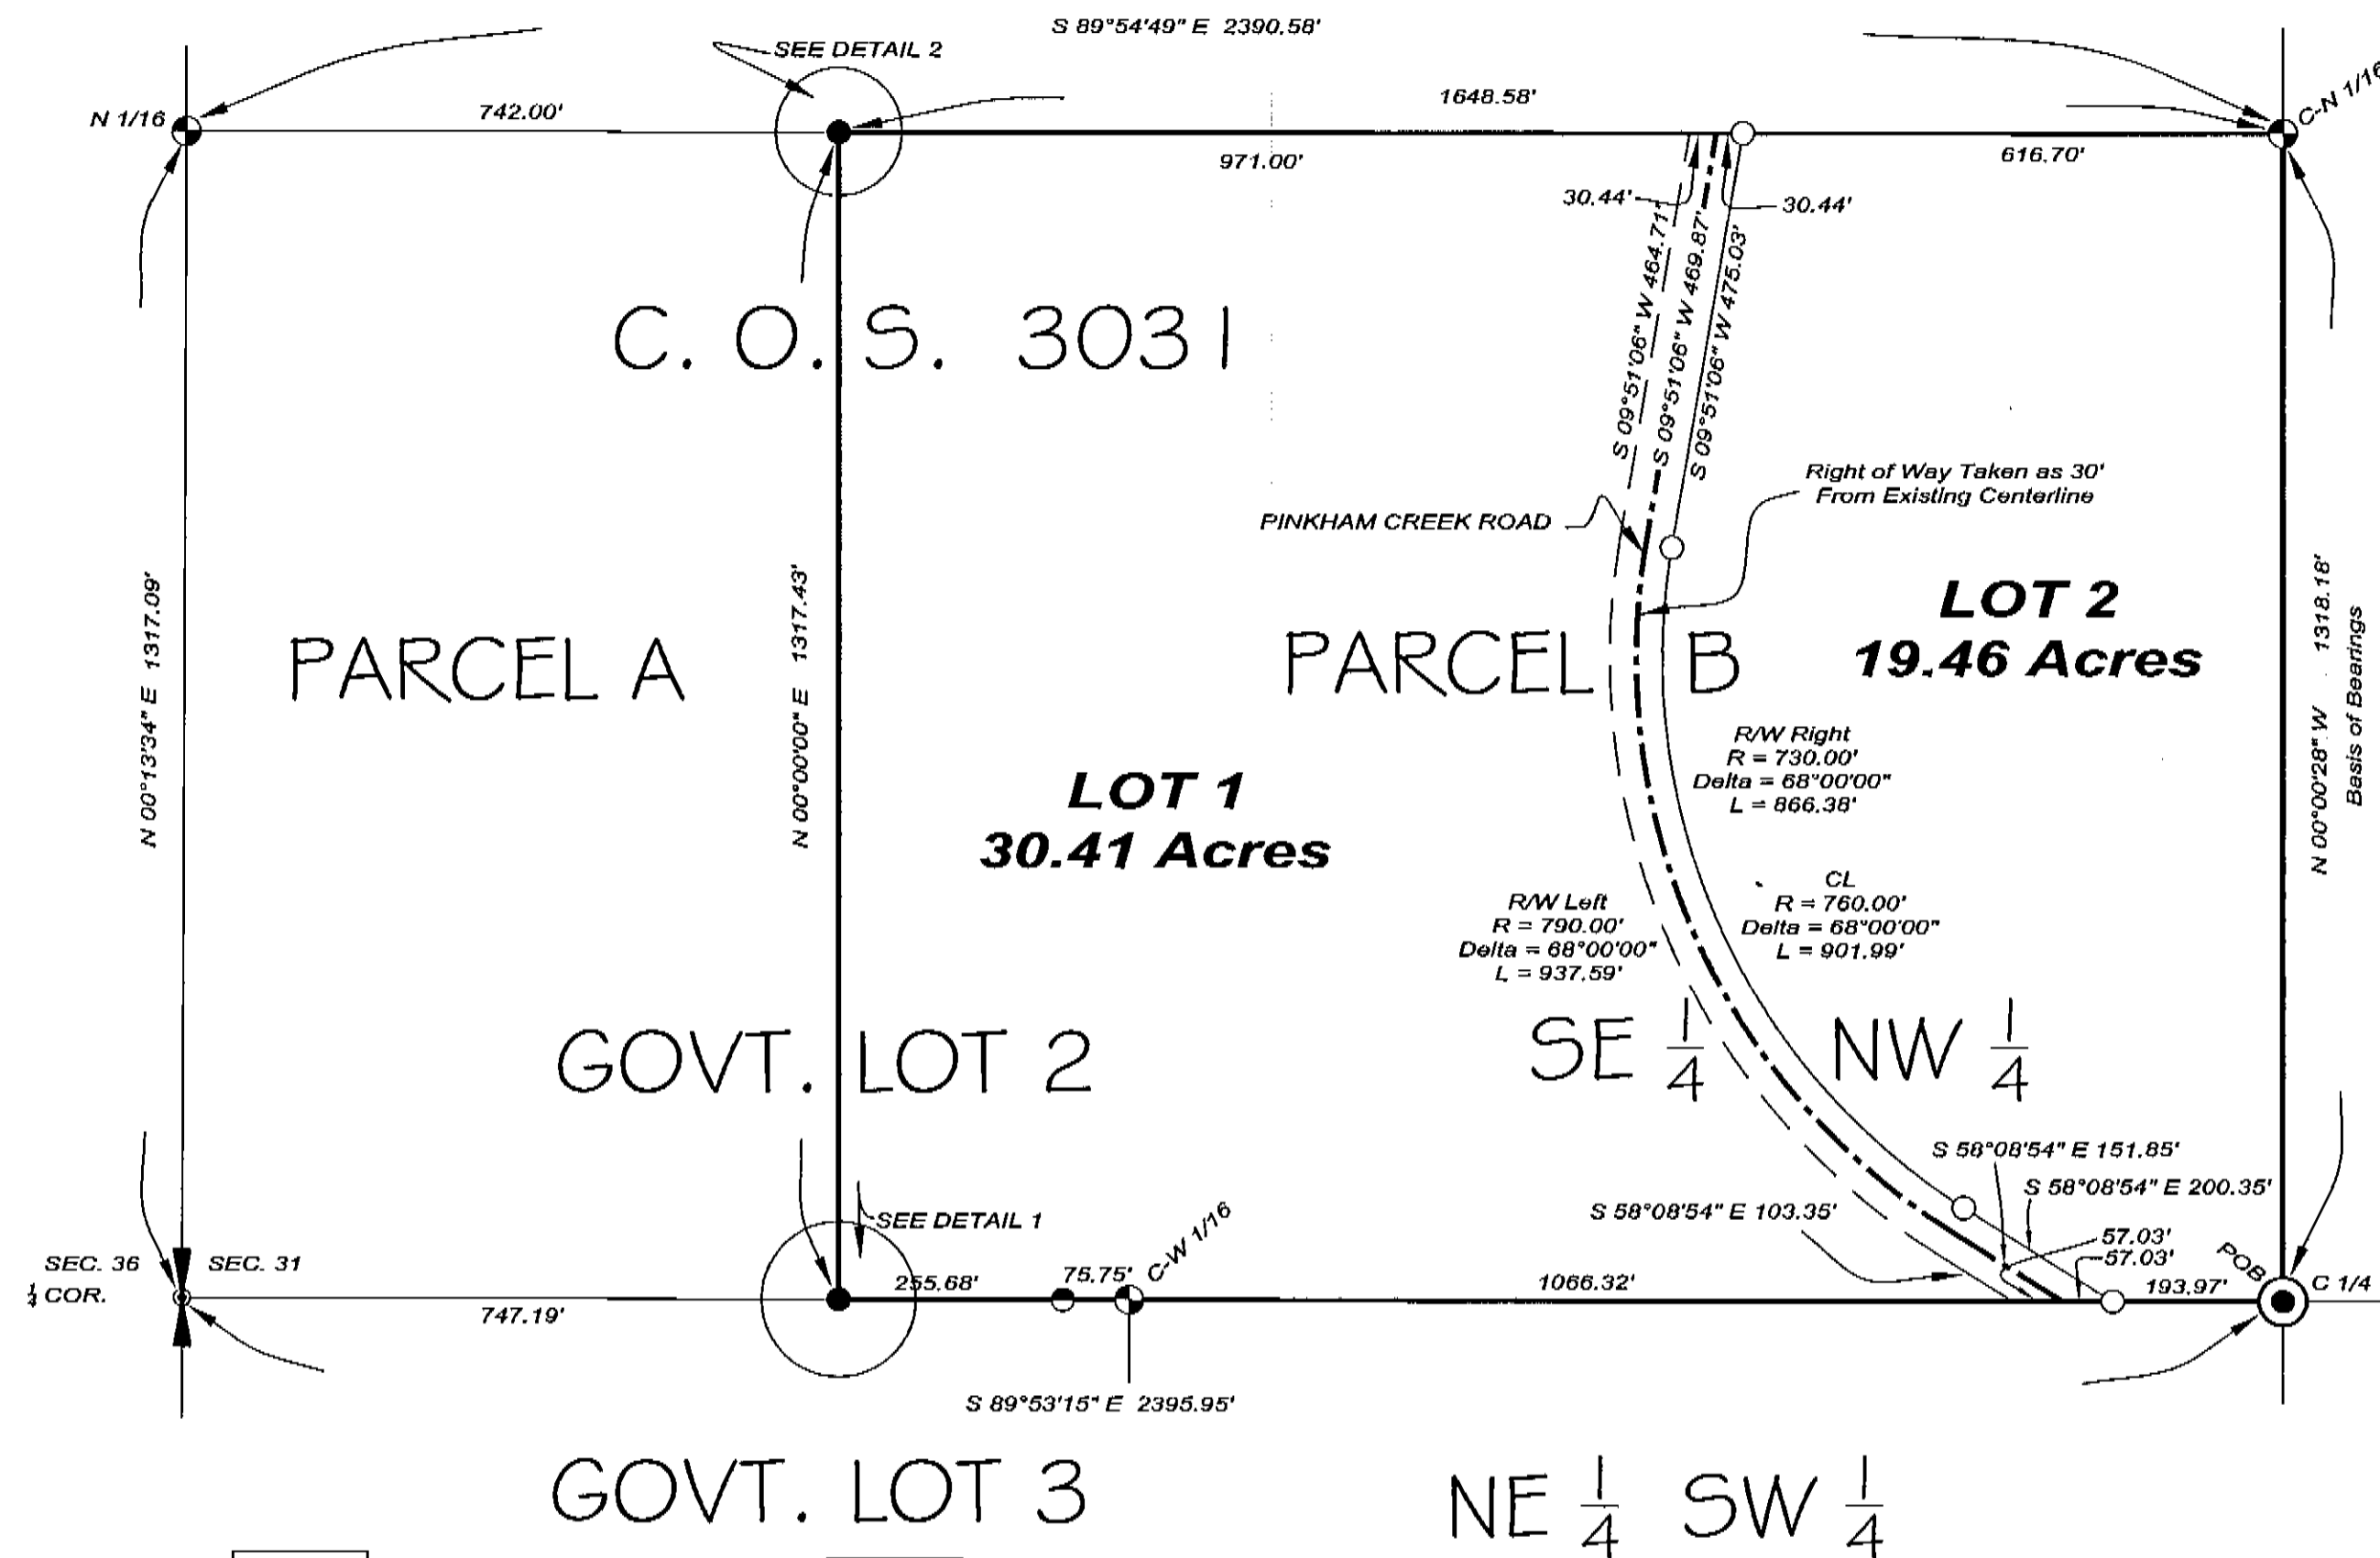 S 89°54'49" E 2390.58'
SEE DETAIL 2
N 1/16
742.00'
1648.58'
C-N 1/16
971.00'
616.70'
30.44'
30.44'
S 09°51'06" W 464.71'
S 09°51'06" W 469.87'
S 09°51'06" W 475.03'
C. O. S. 3031
Right of Way Taken as 30'
From Existing Centerline
PINKHAM CREEK ROAD
N 00°13'34" E 1317.09'
N 00°00'00" E 1317.43'
N 00°00'28" W 1318.18'
Basis of Bearings
LOT 2
19.46 Acres
PARCEL A
PARCEL B
R/W Right
R = 730.00'
Delta = 68°00'00"
L = 866.38'
LOT 1
30.41 Acres
R/W Left
R = 790.00'
Delta = 68°00'00"
L = 937.59'
CL
R = 760.00'
Delta = 68°00'00"
L = 901.99'
GOVT. LOT 2
SE 1/4 NW 1/4
S 58°08'54" E 151.85'
S 58°08'54" E 200.35'
S 58°08'54" E 103.35'
57.03'
57.03'
SEE DETAIL 1
C-W 1/16
POB
SEC. 36
SEC. 31
1/4 COR.
255.68'
75.75'
1066.32'
193.97'
C 1/4
747.19'
S 89°53'15" E 2395.95'
GOVT. LOT 3
NE 1/4 SW 1/4